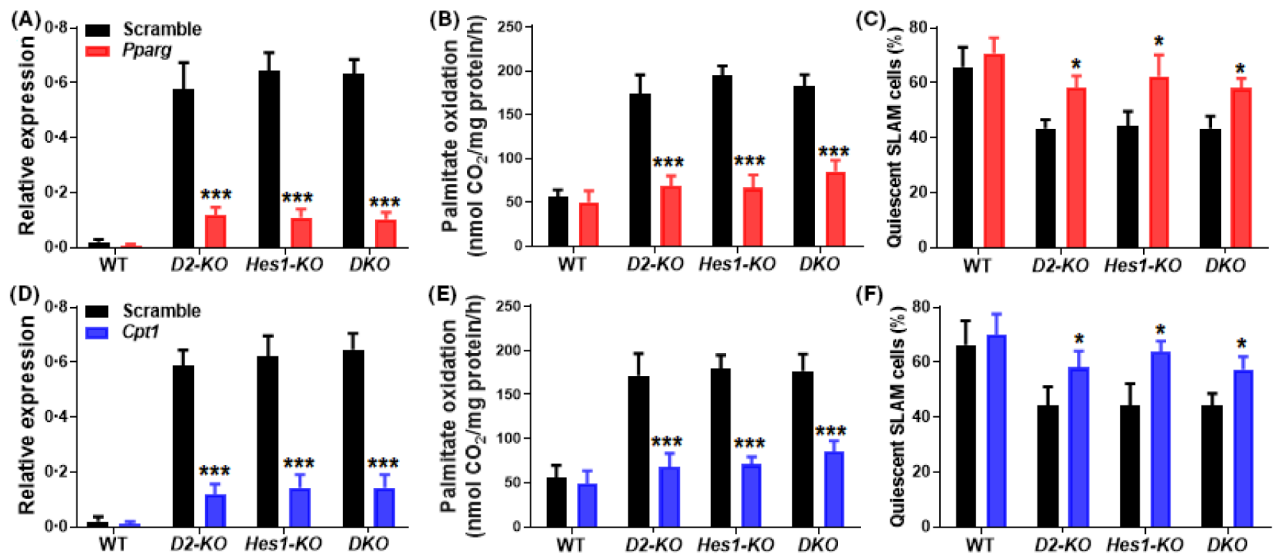 (A)
Relative expression
0·8
0·6
0·4
0·2
0·0
Scramble
Pparg
***
***
***
WT
D2-KO
Hes1-KO
DKO
(B)
Palmitate oxidation
(nmol CO₂/mg protein/h)
250
200
150
100
50
0
***
***
***
WT
D2-KO
Hes1-KO
DKO
(C)
Quiescent SLAM cells (%)
80
60
40
20
0
*
*
*
WT
D2-KO
Hes1-KO
DKO
(D)
Relative expression
0·8
0·6
0·4
0·2
0·0
Scramble
Cpt1
***
***
***
WT
D2-KO
Hes1-KO
DKO
(E)
Palmitate oxidation
(nmol CO₂/mg protein/h)
250
200
150
100
50
0
***
***
***
WT
D2-KO
Hes1-KO
DKO
(F)
Quiescent SLAM cells (%)
80
60
40
20
0
*
*
*
WT
D2-KO
Hes1-KO
DKO